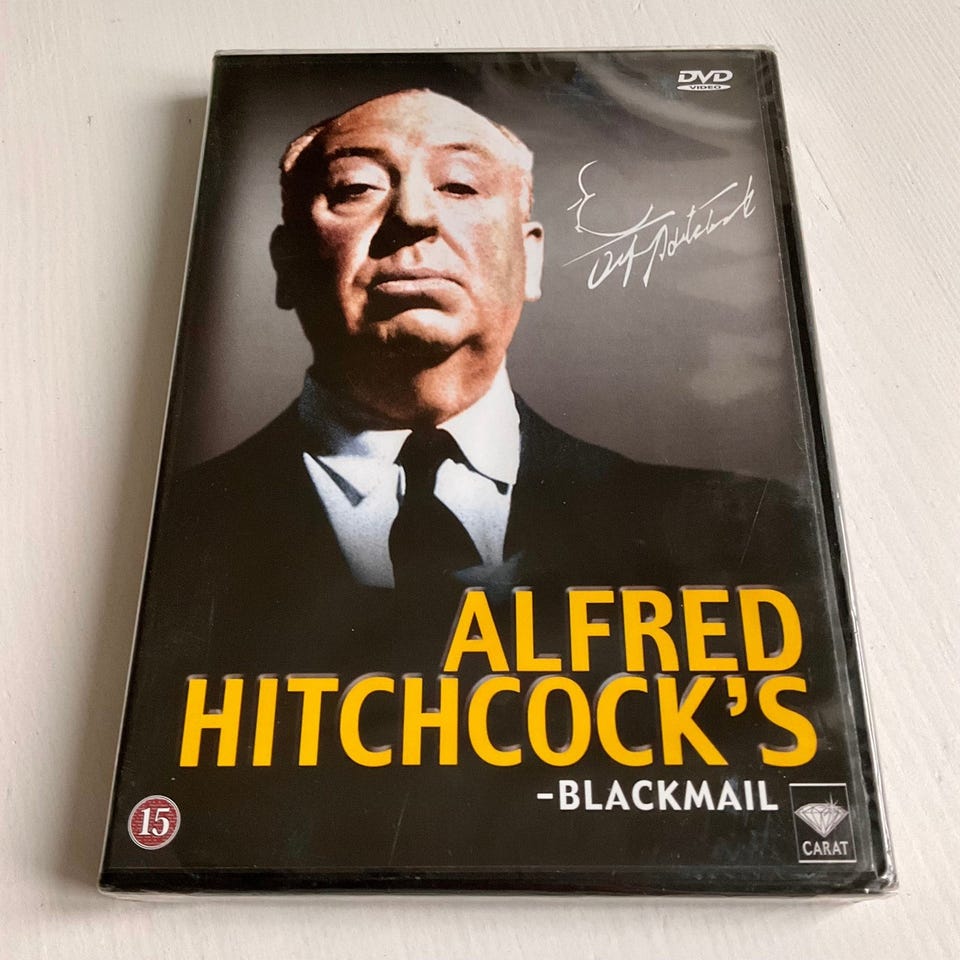 DVD
VIDEO
ALFRED
HITCHCOCK'S
-BLACKMAIL
15
CARAT